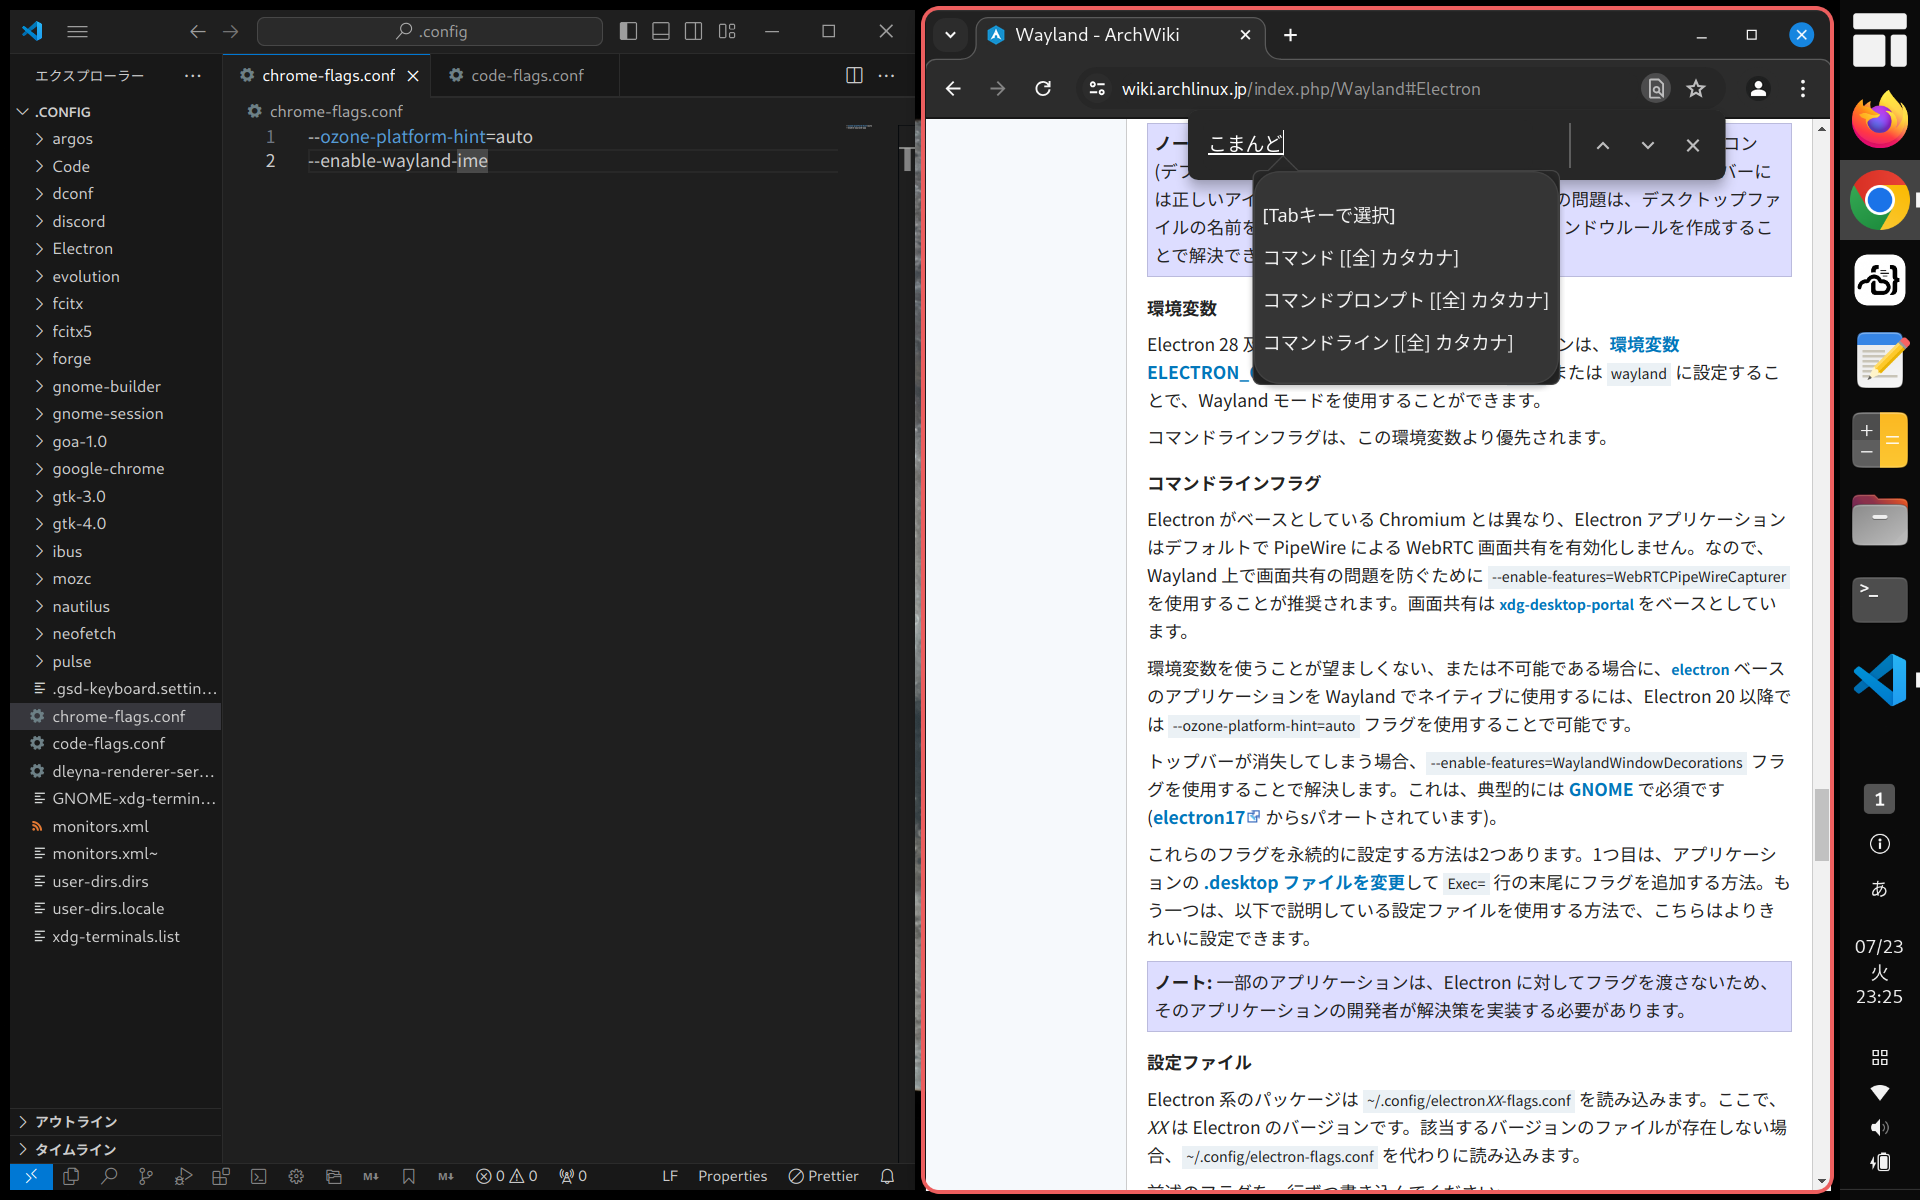 .config
エクスプローラー
chrome-flags.conf
code-flags.conf
.CONFIG
argos
Code
dconf
discord
Electron
evolution
fcitx
fcitx5
forge
gnome-builder
gnome-session
goa-1.0
google-chrome
gtk-3.0
gtk-4.0
ibus
mozc
nautilus
neofetch
pulse
.gsd-keyboard.settin...
chrome-flags.conf
code-flags.conf
dleyna-renderer-ser...
GNOME-xdg-termin...
monitors.xml
monitors.xml~
user-dirs.dirs
user-dirs.locale
xdg-terminals.list
アウトライン
タイムライン
chrome-flags.conf
1 --ozone-platform-hint=auto
2 --enable-wayland-ime
0 0 0 LF Properties Prettier
Wayland - ArchWiki
wiki.archlinux.jp/index.php/Wayland#Electron
こまんど
[Tabキーで選択]
コマンド [[全] カタカナ]
コマンドプロンプト [[全] カタカナ]
コマンドライン [[全] カタカナ]
ノー コン
(デフ バーに
は正しいアイ の問題は、デスクトップファ
イルの名前を ンドウルールを作成するこ
とで解決でき
環境変数
Electron 28 及 ンは、環境変数
ELECTRON_ または wayland に設定するこ
とで、Wayland モードを使用することができます。
コマンドラインフラグは、この環境変数より優先されます。
コマンドラインフラグ
Electron がベースとしている Chromium とは異なり、Electron アプリケーション
はデフォルトで PipeWire による WebRTC 画面共有を有効化しません。なので、
Wayland 上で画面共有の問題を防ぐために --enable-features=WebRTCPipeWireCapturer
を使用することが推奨されます。画面共有は xdg-desktop-portal をベースとしてい
ます。
環境変数を使うことが望ましくない、または不可能である場合に、electron ベース
のアプリケーションを Wayland でネイティブに使用するには、Electron 20 以降で
は --ozone-platform-hint=auto フラグを使用することで可能です。
トップバーが消失してしまう場合、--enable-features=WaylandWindowDecorations フラ
グを使用することで解決します。これは、典型的には GNOME で必須です
(electron17 からsパオートされています)。
これらのフラグを永続的に設定する方法は2つあります。1つ目は、アプリケーシ
ョンの .desktop ファイルを変更して Exec= 行の末尾にフラグを追加する方法。も
う一つは、以下で説明している設定ファイルを使用する方法で、こちらはよりき
れいに設定できます。
ノート: 一部のアプリケーションは、Electron に対してフラグを渡さないため、
そのアプリケーションの開発者が解決策を実装する必要があります。
設定ファイル
Electron 系のパッケージは ~/.config/electronXX-flags.conf を読み込みます。ここで、
XX は Electron のバージョンです。該当するバージョンのファイルが存在しない場
合、~/.config/electron-flags.conf を代わりに読み込みます。
1
あ
07/23
火
23:25